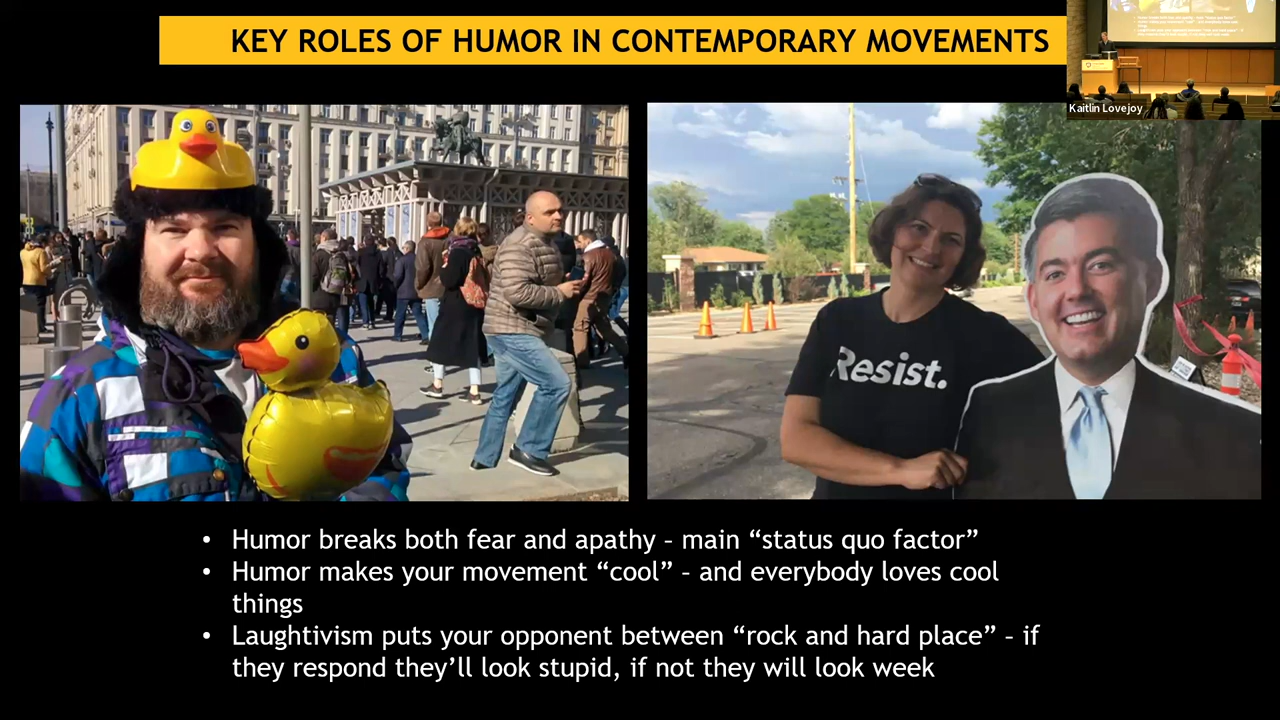 KEY ROLES OF HUMOR IN CONTEMPORARY MOVEMENTS
Kaitlin Lovejoy
Resist.
• Humor breaks both fear and apathy – main “status quo factor”
• Humor makes your movement “cool” – and everybody loves cool
things
• Laughtivism puts your opponent between “rock and hard place” – if
they respond they’ll look stupid, if not they will look week